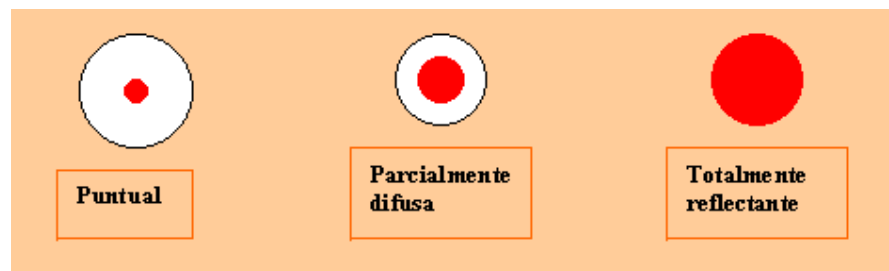 Puntual
Parcialmente
difusa
Totalmente
reflectante